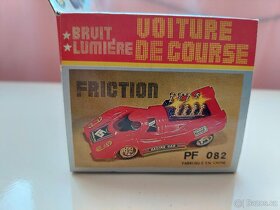 ★BRUIT
★LUMIÈRE
VOITURE
DE COURSE
FRICTION
PF 082